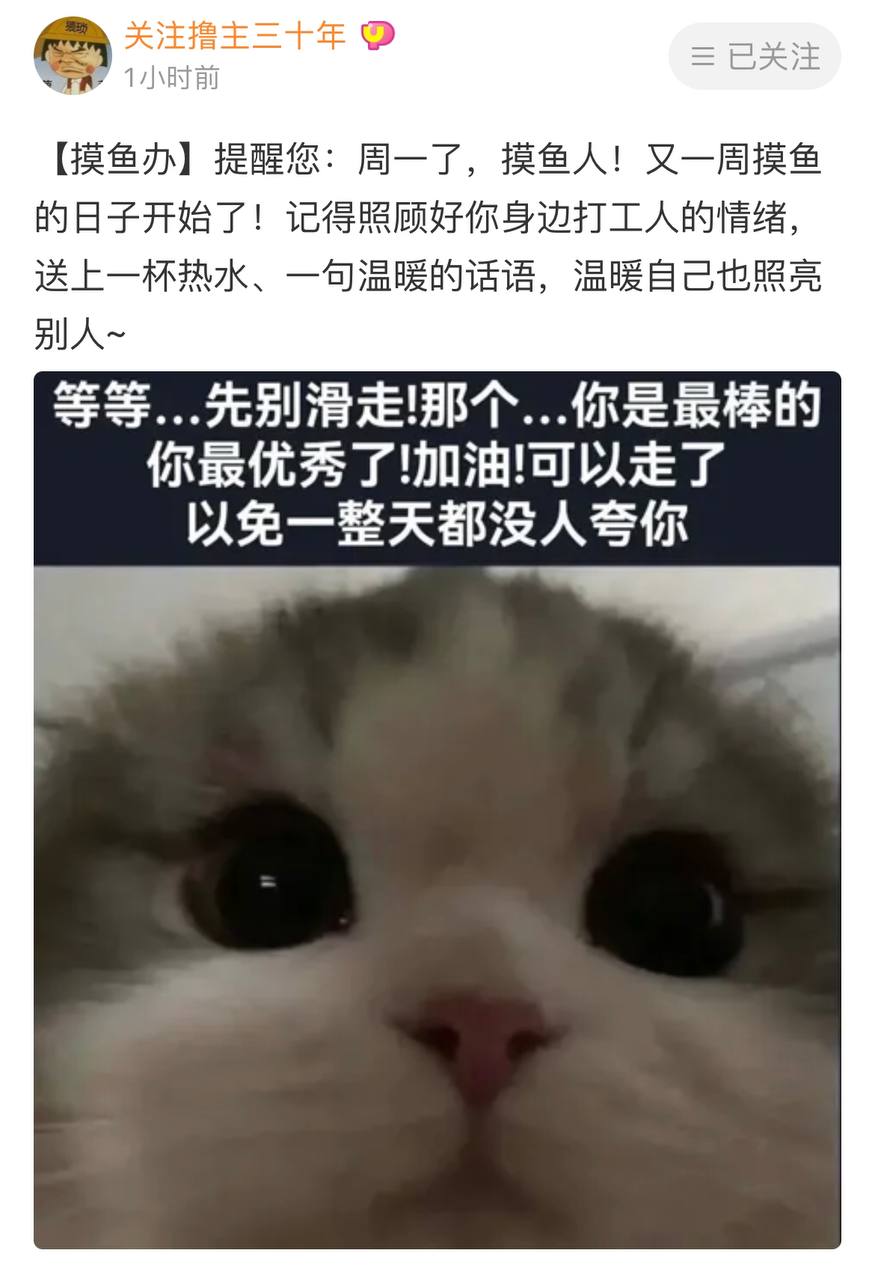 关注撸主三十年
1小时前
已关注
【摸鱼办】提醒您：周一了，摸鱼人！又一周摸鱼
的日子开始了！记得照顾好你身边打工人的情绪，
送上一杯热水、一句温暖的话语，温暖自己也照亮
别人~
等等...先别滑走!那个...你是最棒的
你最优秀了!加油!可以走了
以免一整天都没人夸你